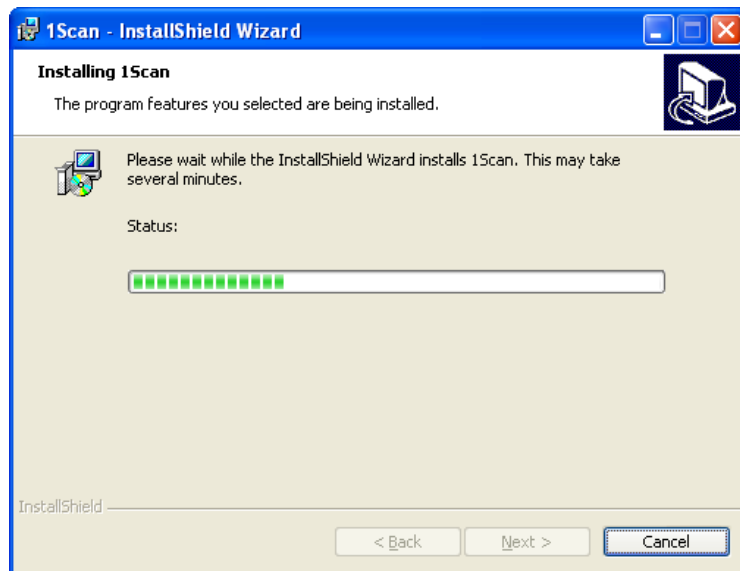 1Scan - InstallShield Wizard
Installing 1Scan
The program features you selected are being installed.
Please wait while the InstallShield Wizard installs 1Scan. This may take
several minutes.
Status:
InstallShield
< Back
Next >
Cancel